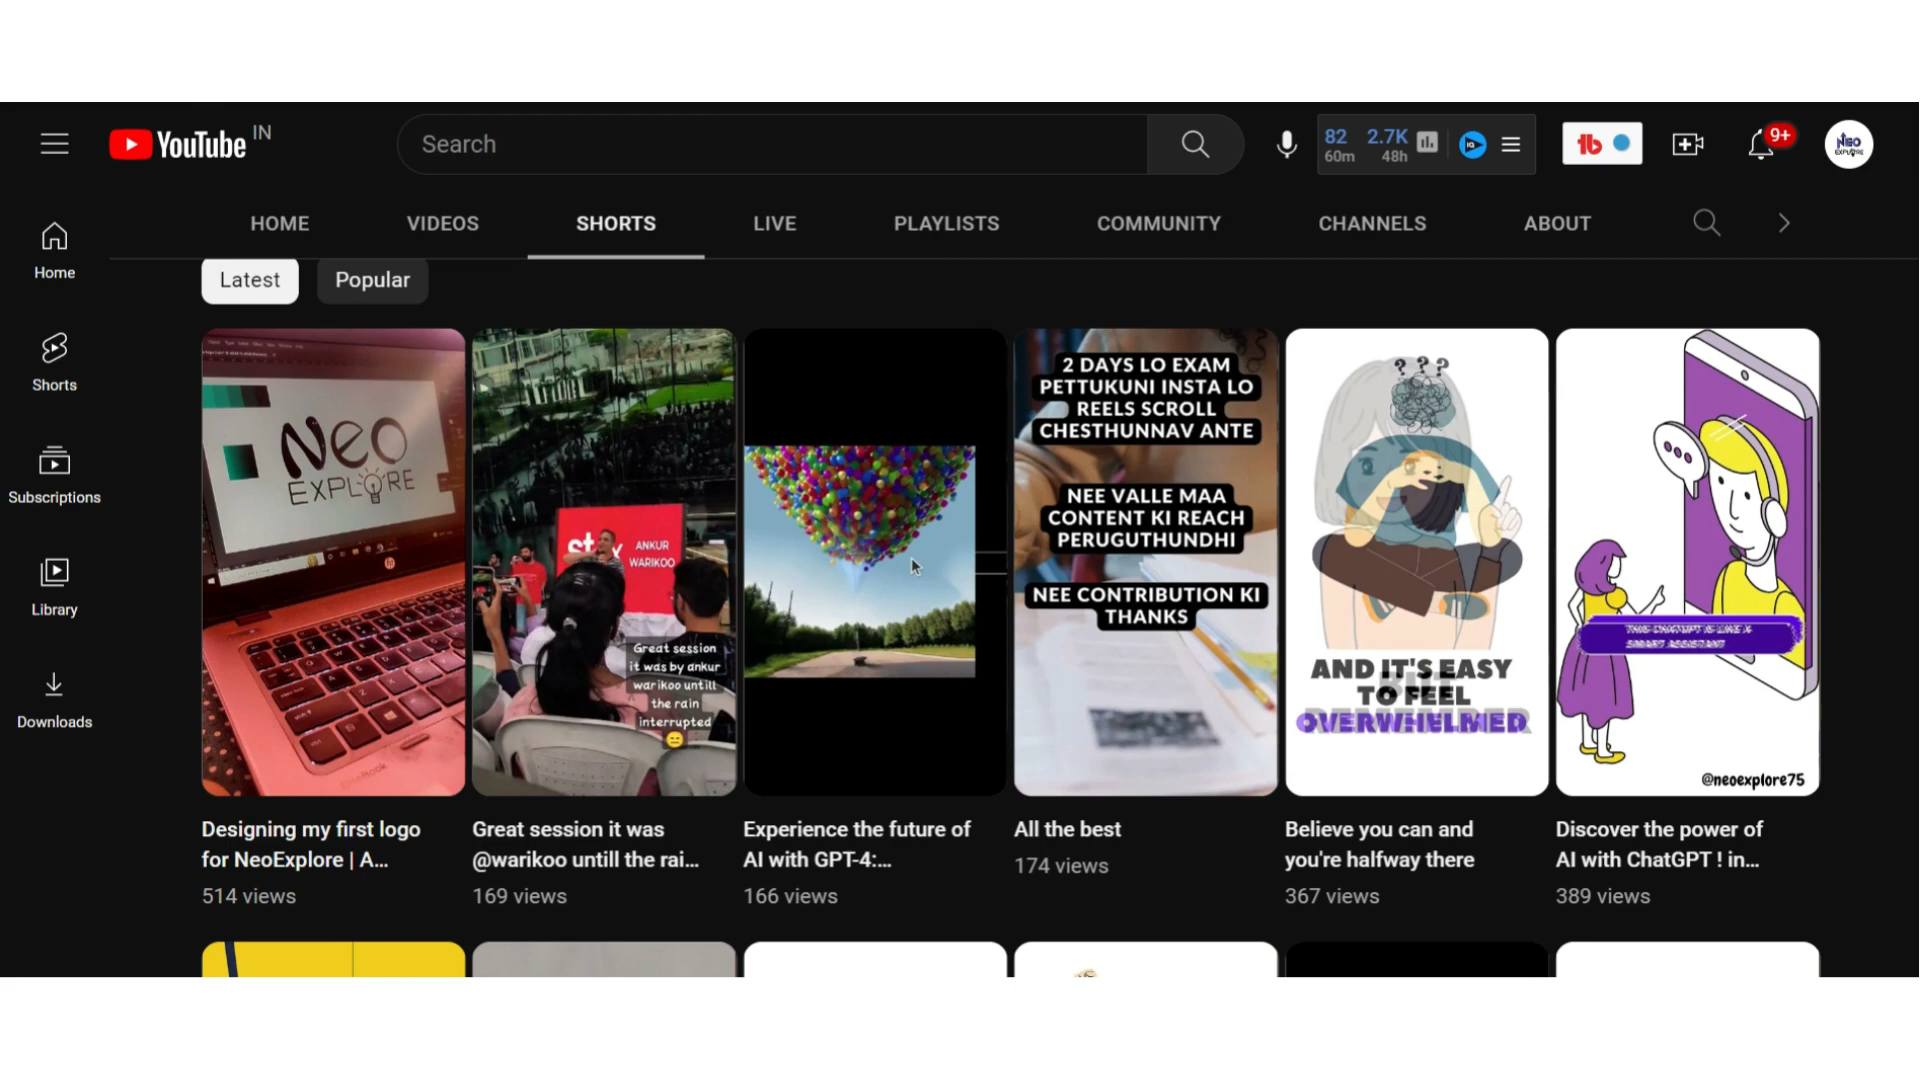 YouTube IN
Search
82 2.7K
60m 48h
9+
NEO
EXPLORE
HOME VIDEOS SHORTS LIVE PLAYLISTS COMMUNITY CHANNELS ABOUT
Home
Shorts
Subscriptions
Library
Downloads
Latest Popular
NEO
EXPLORE
hp
EliteBook
ANKUR
WARIKOO
Great session
it was by ankur
warikoo untill
the rain
interrupted
2 DAYS LO EXAM
PETTUKUNI INSTA LO
REELS SCROLL
CHESTHUNNAV ANTE
NEE VALLE MAA
CONTENT KI REACH
PERUGUTHUNDHI
NEE CONTRIBUTION KI
THANKS
? ? ?
AND IT'S EASY
TO FEEL
OVERWHELMED
@neoexplore75
Designing my first logo
for NeoExplore | A...
514 views
Great session it was
@warikoo untill the rai...
169 views
Experience the future of
AI with GPT-4:...
166 views
All the best
174 views
Believe you can and
you're halfway there
367 views
Discover the power of
AI with ChatGPT ! in...
389 views